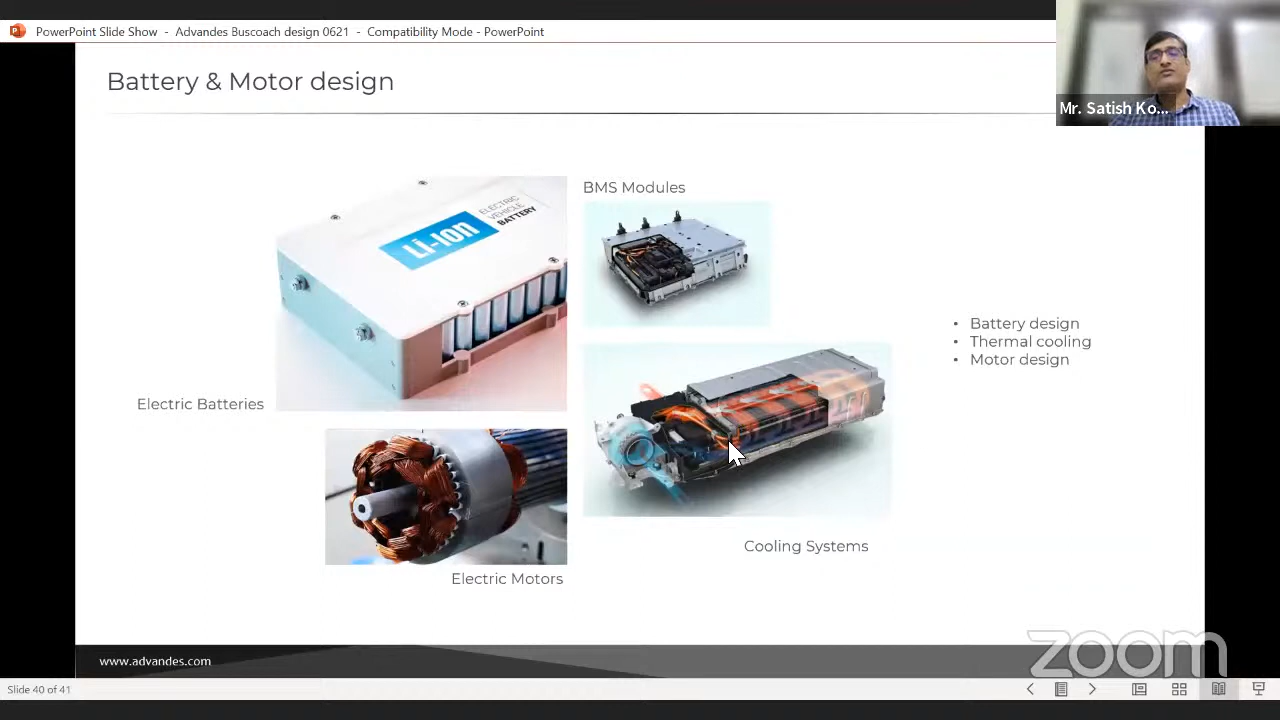 PowerPoint Slide Show - Advandes Buscoach design 0621 - Compatibility Mode - PowerPoint
Mr. Satish Ko...
Battery & Motor design
Li-Ion
ELECTRIC
VEHICLE
BATTERY
BMS Modules
• Battery design
• Thermal cooling
• Motor design
Electric Batteries
Cooling Systems
Electric Motors
www.advandes.com
zoom
Slide 40 of 41